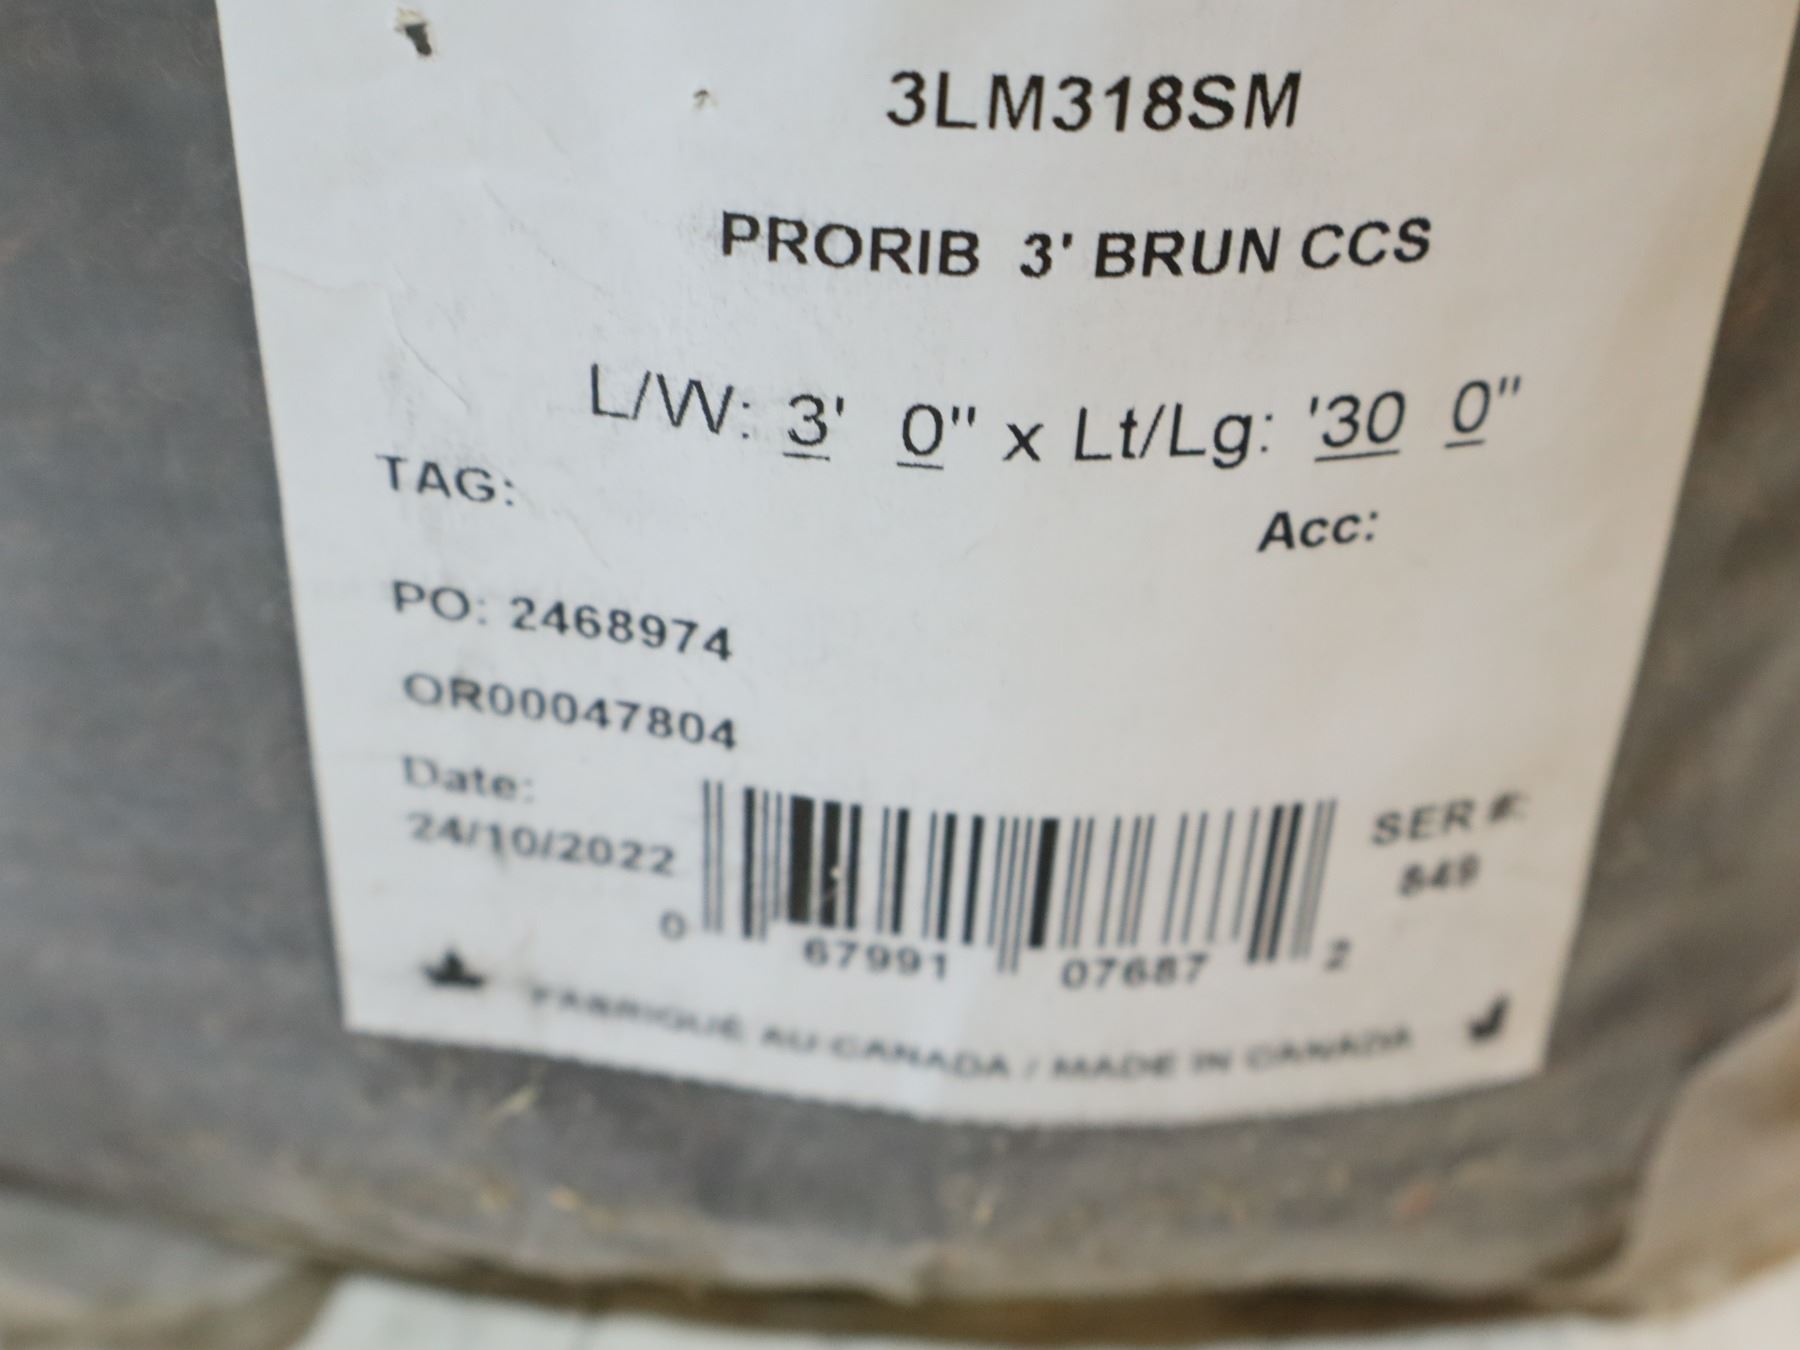 3LM318SM
PRORIB 3' BRUN CCS
L/W: 3' 0" x Lt/Lg: '30 0"
TAG:
Acc:
PO: 2468974
OR00047804
Date:
24/10/2022
SER #:
849
0 67991 07687 2
FABRIQUÉ AU CANADA / MADE IN CANADA